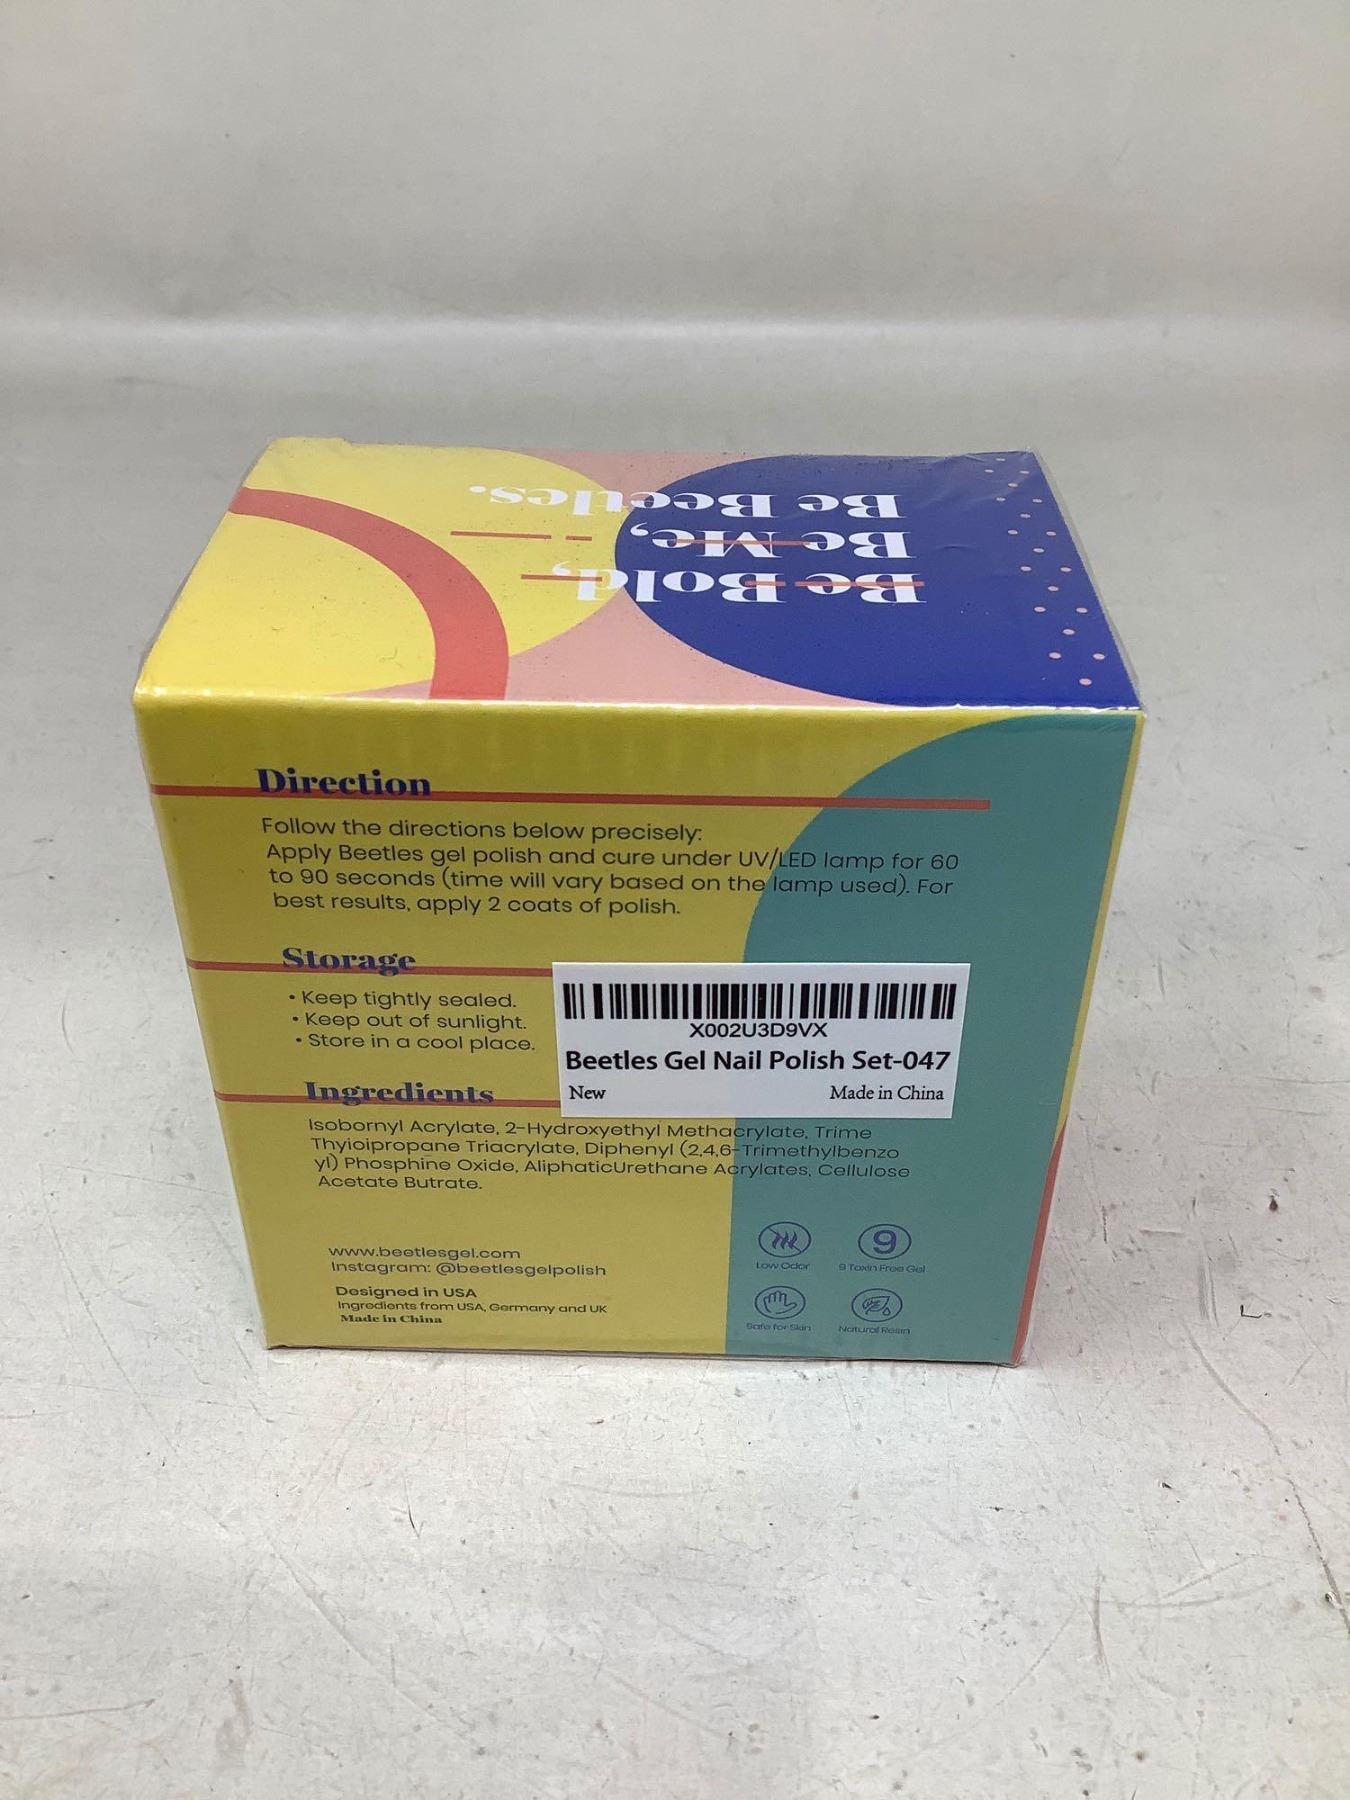 Be Bold,
Be Me,
Be Beetles.
Direction
Follow the directions below precisely:
Apply Beetles gel polish and cure under UV/LED lamp for 60
to 90 seconds (time will vary based on the lamp used). For
best results, apply 2 coats of polish.
Storage
• Keep tightly sealed.
• Keep out of sunlight.
• Store in a cool place.
X002U3D9VX
Beetles Gel Nail Polish Set-047
New Made in China
Ingredients
Isobornyl Acrylate, 2-Hydroxyethyl Methacrylate, Trime
Thyloipropane Triacrylate, Diphenyl (2,4,6-Trimethylbenzo
yl) Phosphine Oxide, AliphaticUrethane Acrylates, Cellulose
Acetate Butrate.
www.beetlesgel.com
Instagram: @beetlesgelpolish
Designed in USA
Ingredients from USA, Germany and UK
Made in China
Low Odor
9
9 Toxin Free Gel
Safe for Skin
Natural Resin